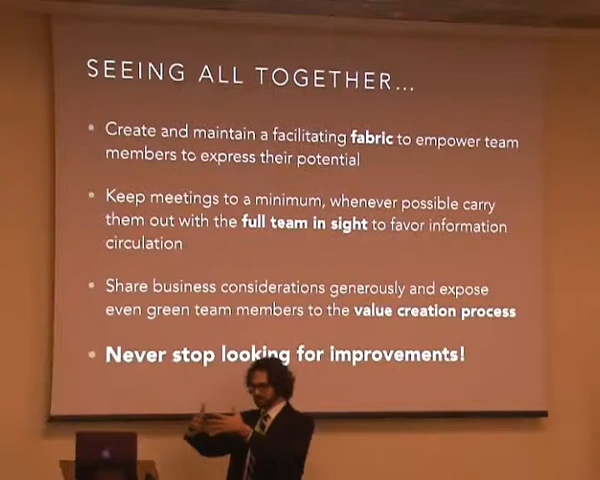 SEEING ALL TOGETHER...
• Create and maintain a facilitating fabric to empower team
members to express their potential
• Keep meetings to a minimum, whenever possible carry
them out with the full team in sight to favor information
circulation
• Share business considerations generously and expose
even green team members to the value creation process
• Never stop looking for improvements!